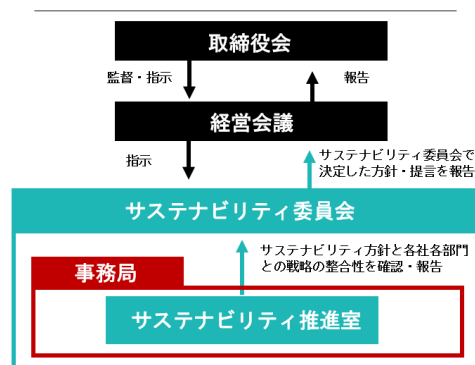 取締役会
監督・指示
報告
経営会議
指示
サステナビリティ委員会で
決定した方針・提言を報告
サステナビリティ委員会
サステナビリティ方針と各社各部門
との戦略の整合性を確認・報告
事務局
サステナビリティ推進室